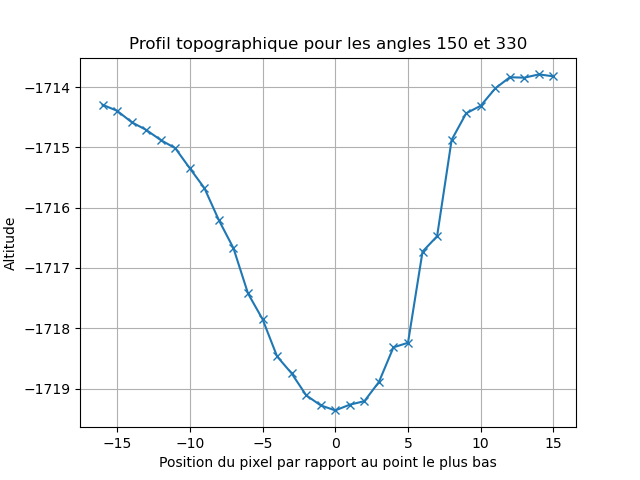 Profil topographique pour les angles 150 et 330
Altitude
−1714
−1715
−1716
−1717
−1718
−1719
−15 −10 −5 0 5 10 15
Position du pixel par rapport au point le plus bas